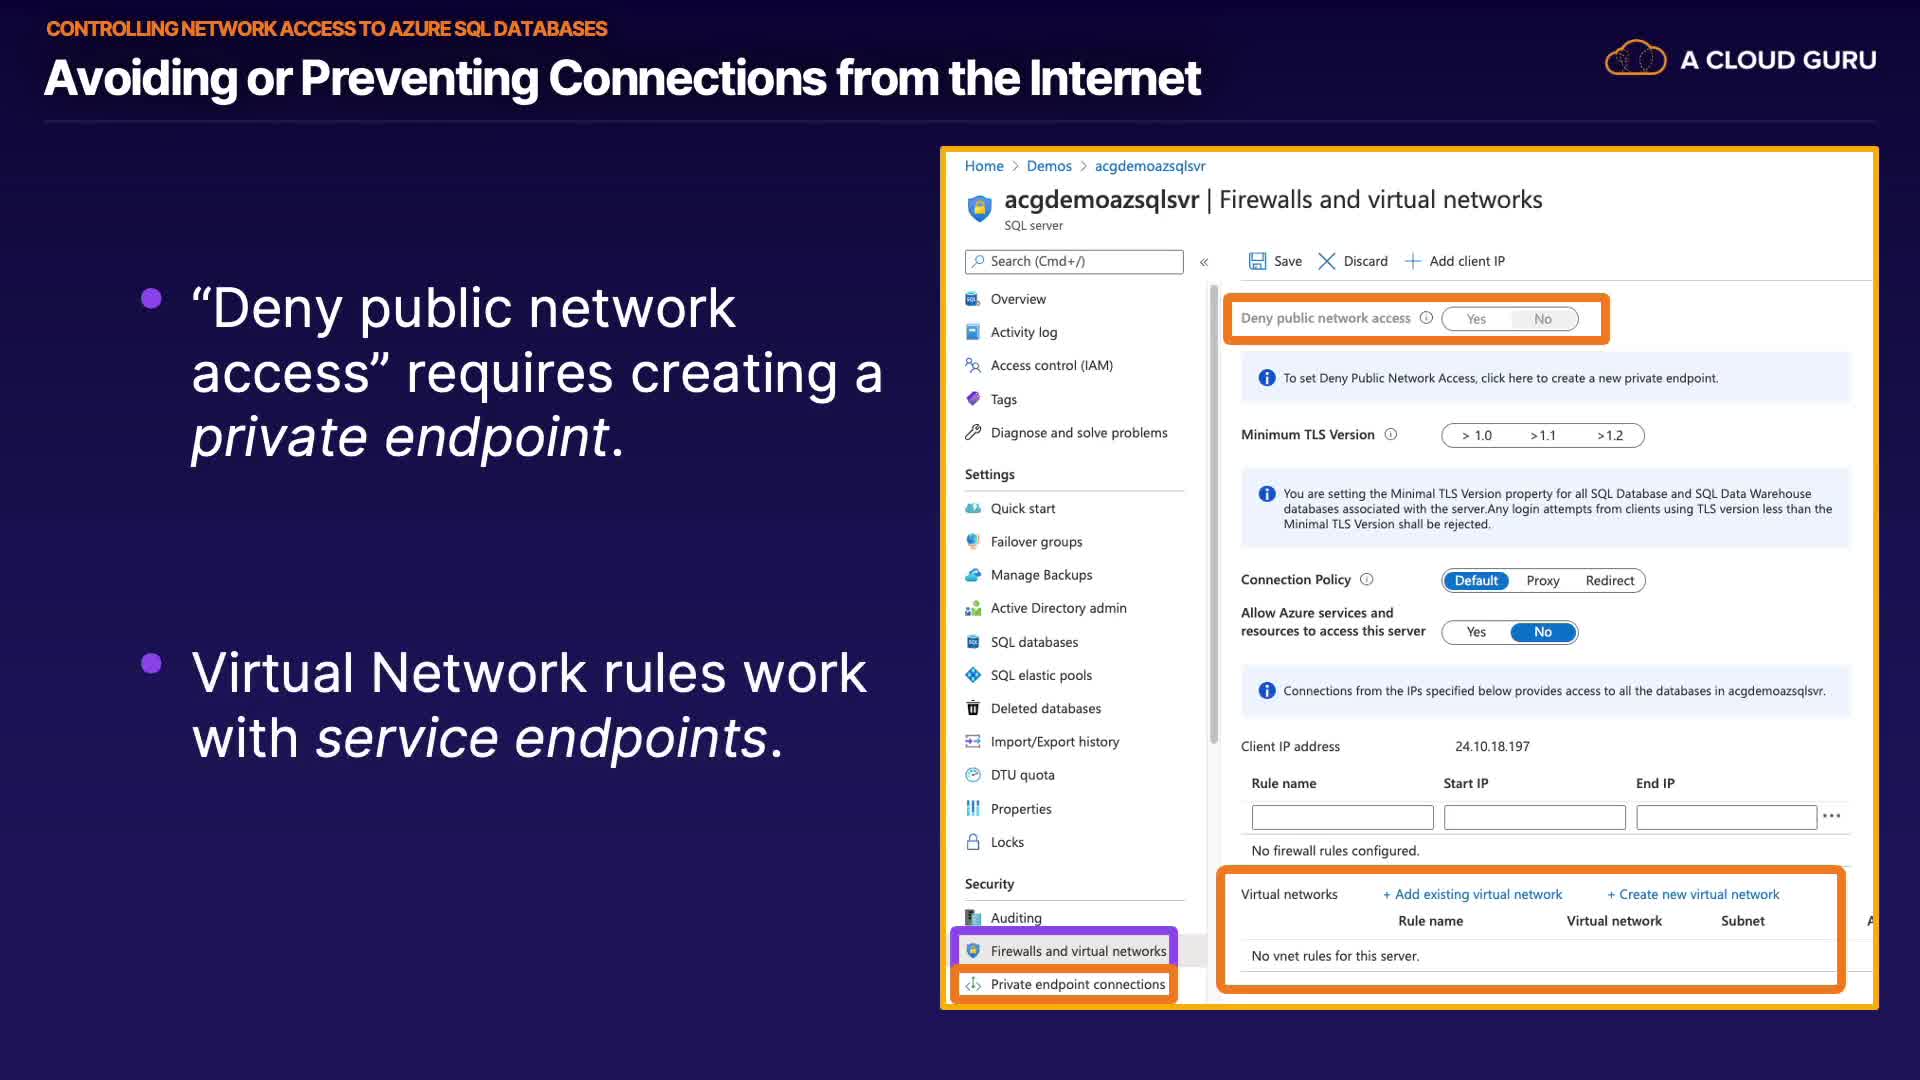 CONTROLLING NETWORK ACCESS TO AZURE SQL DATABASES
Avoiding or Preventing Connections from the Internet
A CLOUD GURU
“Deny public network
access” requires creating a
private endpoint.
Virtual Network rules work
with service endpoints.
Home > Demos > acgdemoazsqlsvr
acgdemoazsqlsvr | Firewalls and virtual networks
SQL server
Search (Cmd+/)
«
Save Discard Add client IP
Overview
Activity log
Access control (IAM)
Tags
Diagnose and solve problems
Settings
Quick start
Failover groups
Manage Backups
Active Directory admin
SQL databases
SQL elastic pools
Deleted databases
Import/Export history
DTU quota
Properties
Locks
Security
Auditing
Firewalls and virtual networks
Private endpoint connections
Deny public network access Yes No
To set Deny Public Network Access, click here to create a new private endpoint.
Minimum TLS Version > 1.0 >1.1 >1.2
You are setting the Minimal TLS Version property for all SQL Database and SQL Data Warehouse
databases associated with the server.Any login attempts from clients using TLS version less than the
Minimal TLS Version shall be rejected.
Connection Policy Default Proxy Redirect
Allow Azure services and
resources to access this server Yes No
Connections from the IPs specified below provides access to all the databases in acgdemoazsqlsvr.
Client IP address 24.10.18.197
Rule name Start IP End IP
No firewall rules configured.
Virtual networks + Add existing virtual network + Create new virtual network
Rule name Virtual network Subnet
No vnet rules for this server.